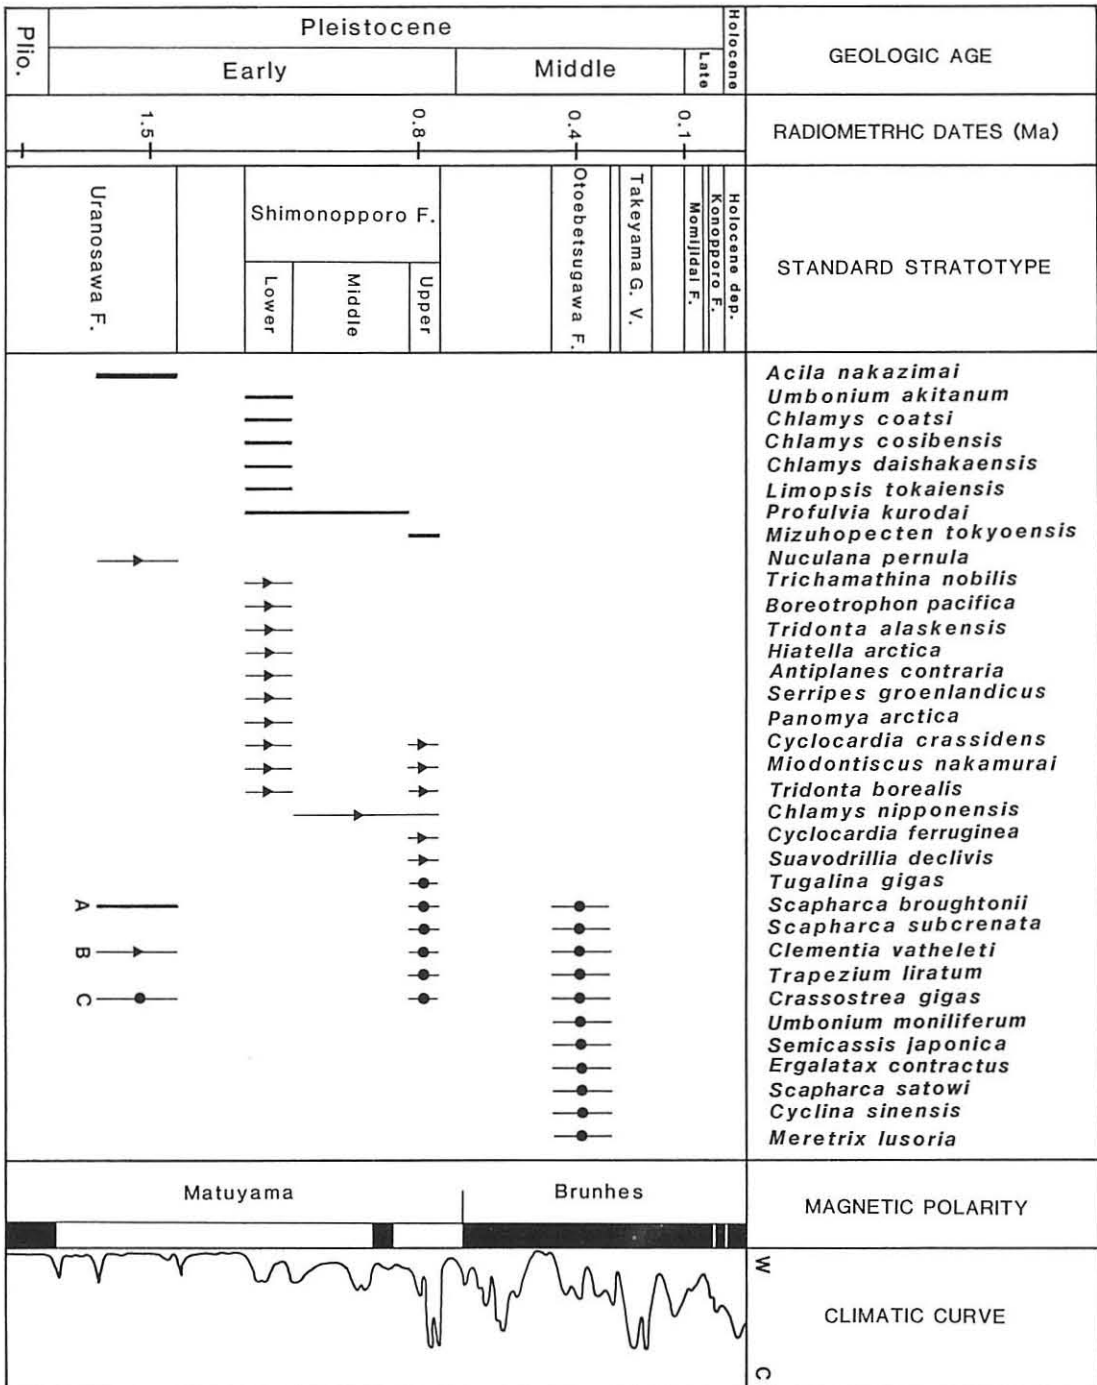 Plio.
Pleistocene
Holocene
Early
Middle
Late
GEOLOGIC AGE
1.5
0.8
0.4
0.1
RADIOMETRHC DATES (Ma)
Uranosawa F.
Shimonopporo F.
Lower
Middle
Upper
Otoebetsugawa F.
Takeyama G. V.
Momijidai F.
Konopporo F.
Holocene dep.
STANDARD STRATOTYPE
Acila nakazimai
Umbonium akitanum
Chlamys coatsi
Chlamys cosibensis
Chlamys daishakaensis
Limopsis tokaiensis
Profulvia kurodai
Mizuhopecten tokyoensis
Nuculana pernula
Trichamathina nobilis
Boreotrophon pacifica
Tridonta alaskensis
Hiatella arctica
Antiplanes contraria
Serripes groenlandicus
Panomya arctica
Cyclocardia crassidens
Miodontiscus nakamurai
Tridonta borealis
Chlamys nipponensis
Cyclocardia ferruginea
Suavodrillia declivis
Tugalina gigas
A
Scapharca broughtonii
Scapharca subcrenata
B
Clementia vatheleti
Trapezium liratum
C
Crassostrea gigas
Umbonium moniliferum
Semicassis japonica
Ergalatax contractus
Scapharca satowi
Cyclina sinensis
Meretrix lusoria
Matuyama
Brunhes
MAGNETIC POLARITY
W
CLIMATIC CURVE
C